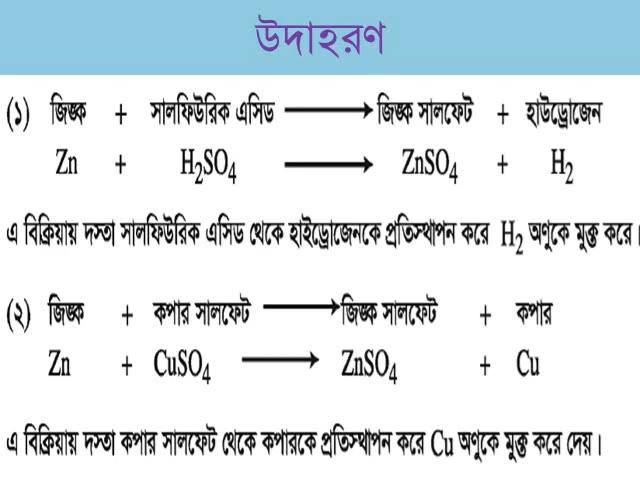 উদাহরণ
(১) জিঙ্ক + সালফিউরিক এসিড ⟶ জিঙ্ক সালফেট + হাউড্রোজেন
Zn + H₂SO₄ ⟶ ZnSO₄ + H₂
এ বিক্রিয়ায় দস্তা সালফিউরিক এসিড থেকে হাইড্রোজেনকে প্রতিস্থাপন করে H₂ অণুকে মুক্ত করে।
(২) জিঙ্ক + কপার সালফেট ⟶ জিঙ্ক সালফেট + কপার
Zn + CuSO₄ ⟶ ZnSO₄ + Cu
এ বিক্রিয়ায় দস্তা কপার সালফেট থেকে কপারকে প্রতিস্থাপন করে Cu অণুকে মুক্ত করে দেয়।